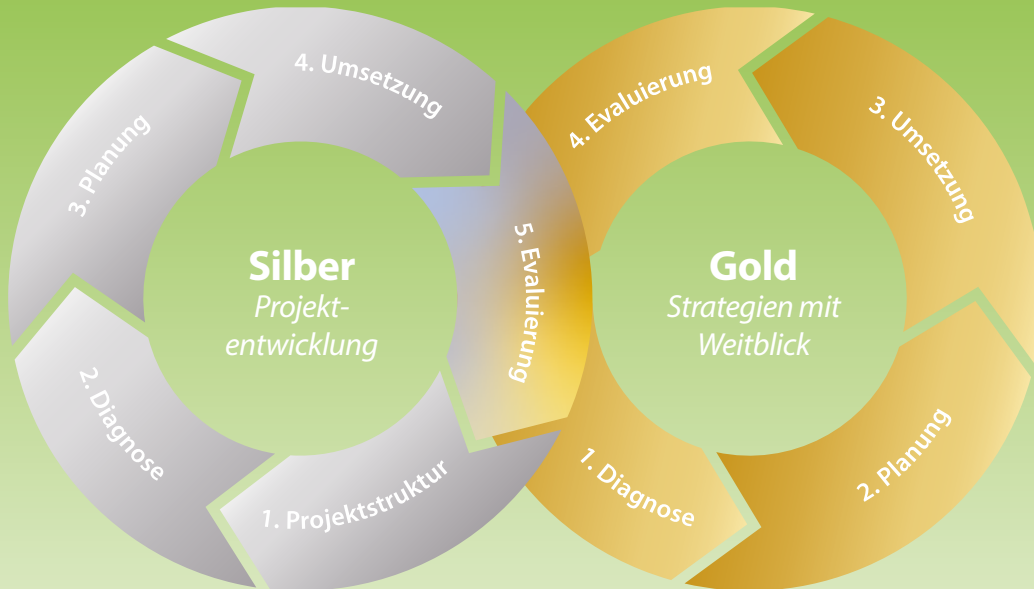 Silber
Projekt-
entwicklung
1. Projektstruktur
2. Diagnose
3. Planung
4. Umsetzung
5. Evaluierung
Gold
Strategien mit
Weitblick
1. Diagnose
2. Planung
3. Umsetzung
4. Evaluierung